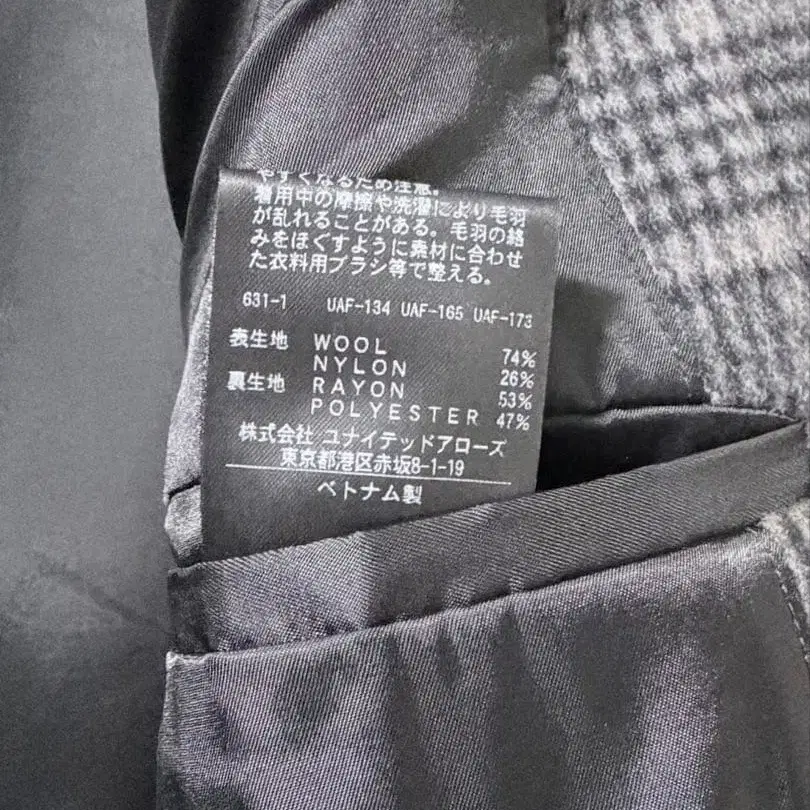 やすくなるため注意。
着用中の摩擦や洗濯により毛羽
が乱れることがある。毛羽の絡
みをほぐすように素材に合わせ
た衣料用ブラシ等で整える。
631-1 UAF-134 UAF-165 UAF-173
表生地 WOOL 74%
NYLON 26%
裏生地 RAYON 53%
POLYESTER 47%
株式会社 ユナイテッドアローズ
東京都港区赤坂8-1-19
ベトナム製